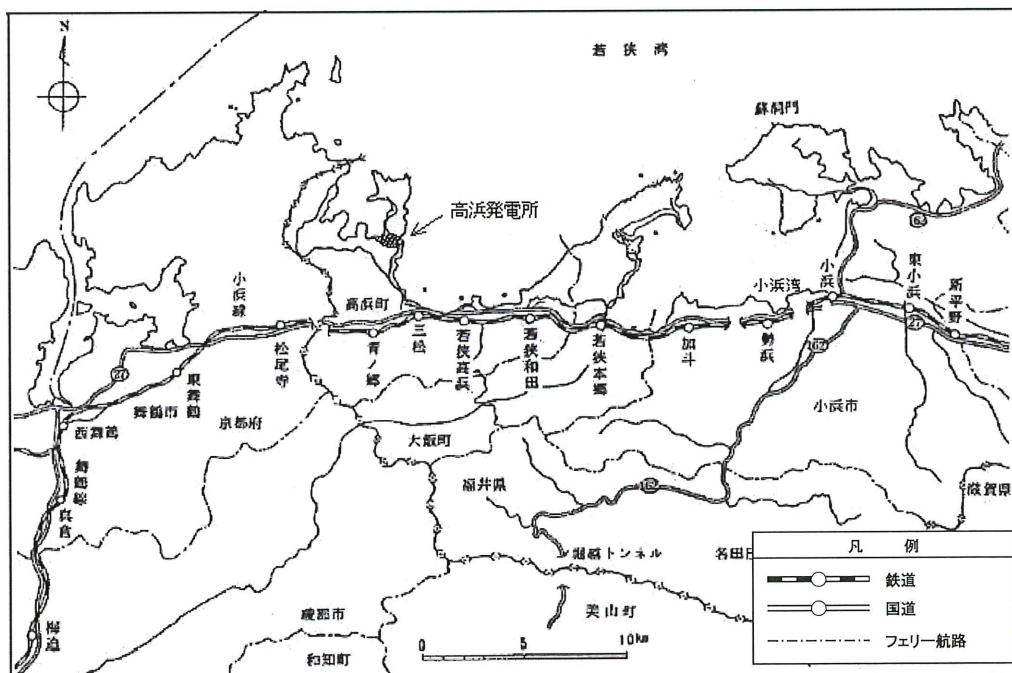 N
若狭湾
蘇洞門
高浜発電所
162
小浜線
高浜町
小浜湾
小浜
東小浜
新平野
27
松尾寺
青ノ郷
三松
若狭高浜
若狭和田
若狭本郷
加斗
勢浜
162
27
東舞鶴
舞鶴市
西舞鶴
京都府
大飯町
小浜市
舞鶴線
真倉
福井県
162
滋賀県
堀越トンネル
名田庄
美山町
綾部市
和知町
梅迫
0 5 10km
凡 例
鉄道
国道
フェリー航路